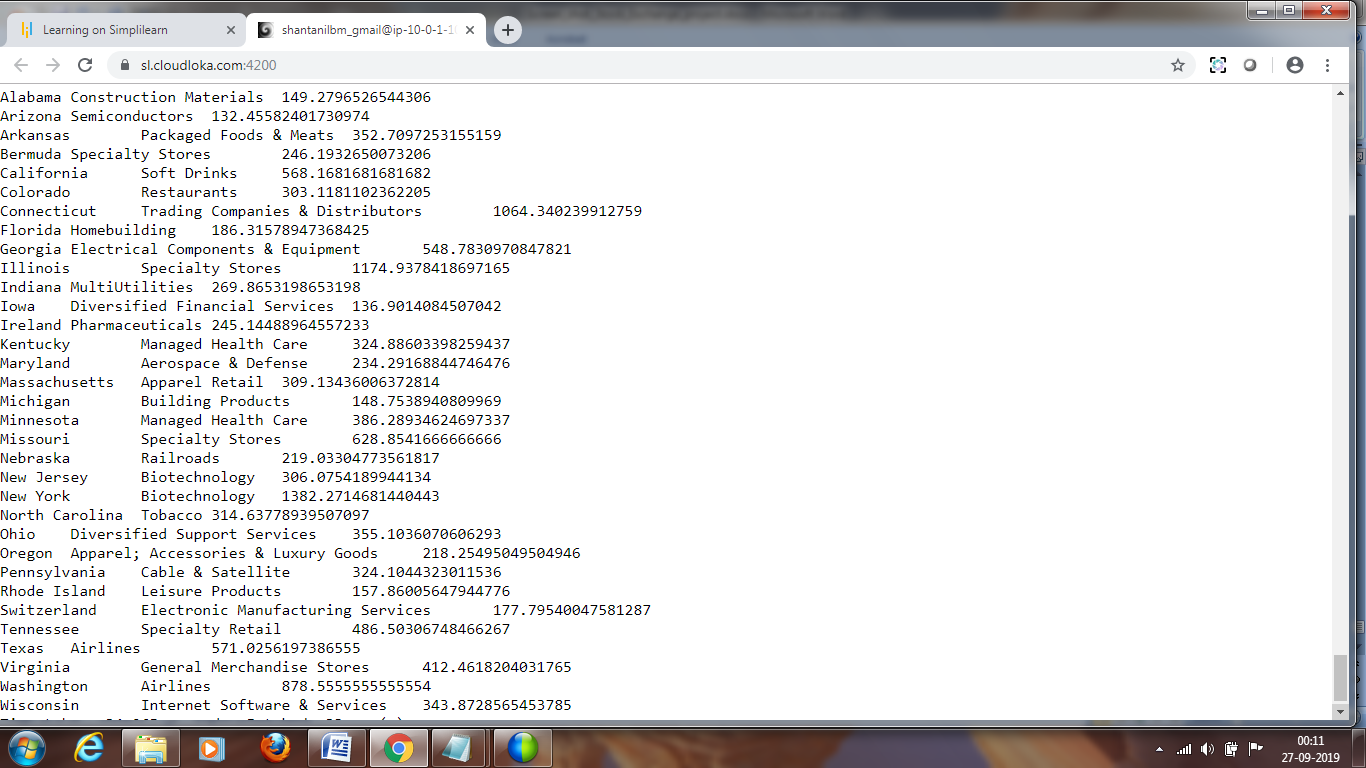 Learning on Simplilearn
shantanilbm_gmail@ip-10-0-1-10
sl.cloudloka.com:4200
Alabama Construction Materials 149.2796526544306
Arizona Semiconductors 132.45582401730974
Arkansas Packaged Foods & Meats 352.7097253155159
Bermuda Specialty Stores 246.1932650073206
California Soft Drinks 568.1681681681682
Colorado Restaurants 303.1181102362205
Connecticut Trading Companies & Distributors 1064.340239912759
Florida Homebuilding 186.31578947368425
Georgia Electrical Components & Equipment 548.7830970847821
Illinois Specialty Stores 1174.9378418697165
Indiana MultiUtilities 269.8653198653198
Iowa Diversified Financial Services 136.9014084507042
Ireland Pharmaceuticals 245.14488964557233
Kentucky Managed Health Care 324.88603398259437
Maryland Aerospace & Defense 234.29168844746476
Massachusetts Apparel Retail 309.13436006372814
Michigan Building Products 148.7538940809969
Minnesota Managed Health Care 386.28934624697337
Missouri Specialty Stores 628.8541666666666
Nebraska Railroads 219.03304773561817
New Jersey Biotechnology 306.0754189944134
New York Biotechnology 1382.2714681440443
North Carolina Tobacco 314.63778939507097
Ohio Diversified Support Services 355.1036070606293
Oregon Apparel; Accessories & Luxury Goods 218.25495049504946
Pennsylvania Cable & Satellite 324.1044323011536
Rhode Island Leisure Products 157.86005647944776
Switzerland Electronic Manufacturing Services 177.79540047581287
Tennessee Specialty Retail 486.50306748466267
Texas Airlines 571.0256197386555
Virginia General Merchandise Stores 412.4618204031765
Washington Airlines 878.5555555555554
Wisconsin Internet Software & Services 343.8728565453785
00:11
27-09-2019